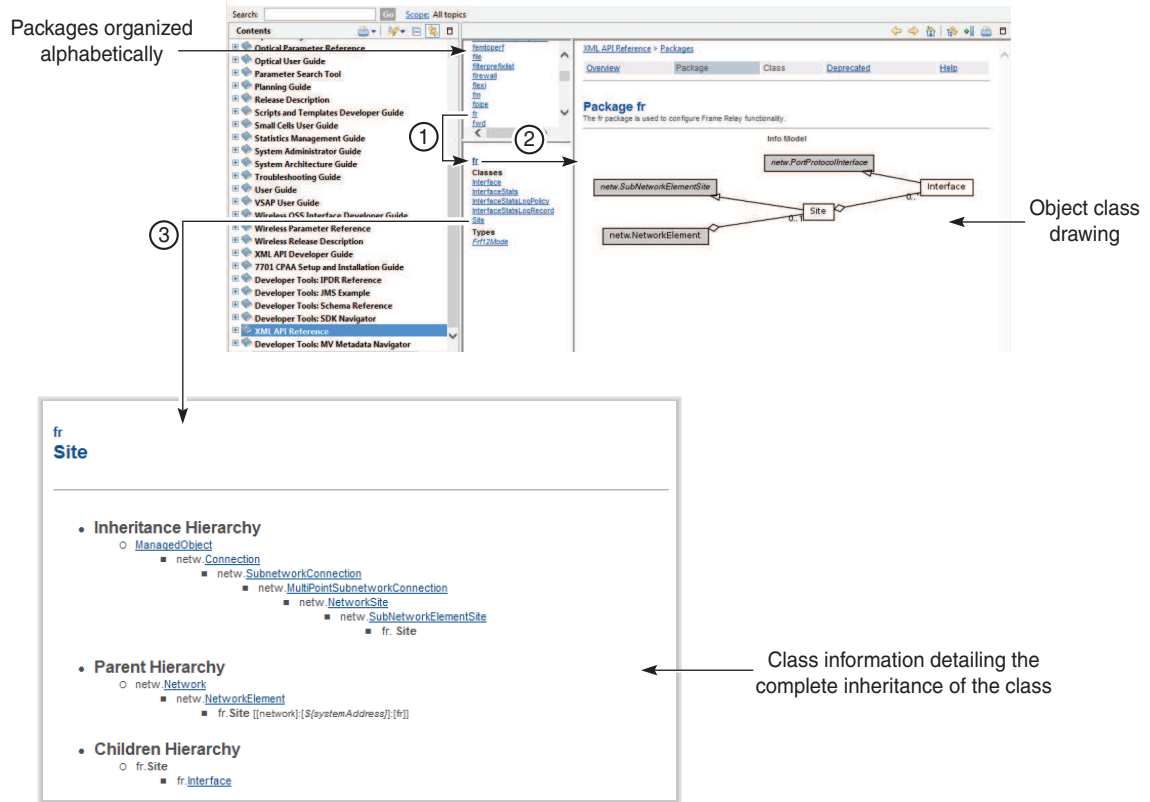 Packages organized
alphabetically
Search:
Go
Scope: All topics
Contents
Optical Parameter Reference
Optical User Guide
Parameter Search Tool
Planning Guide
Release Description
Scripts and Templates Developer Guide
Small Cells User Guide
Statistics Management Guide
System Administrator Guide
System Architecture Guide
Troubleshooting Guide
User Guide
VSAP User Guide
Wireless OSS Interface Developer Guide
Wireless Parameter Reference
Wireless Release Description
XML API Developer Guide
7701 CPAA Setup and Installation Guide
Developer Tools: IPDR Reference
Developer Tools: JMS Example
Developer Tools: Schema Reference
Developer Tools: SDK Navigator
XML API Reference
Developer Tools: MV Metadata Navigator
femtoperf
file
filterprefixlist
firewall
flexi
fm
fpipe
fr
fwd
1
2
3
fr
Classes
Interface
InterfaceStats
InterfaceStatsLogPolicy
InterfaceStatsLogRecord
Site
Types
Frf12Mode
XML API Reference > Packages
Overview Package Class Deprecated Help
Package fr
The fr package is used to configure Frame Relay functionality.
Info Model
netw.PortProtocolInterface
netw.SubNetworkElementSite
Interface
0..
Site
0..1
netw.NetworkElement
Object class
drawing
fr
Site
• Inheritance Hierarchy
ManagedObject
netw.Connection
netw.SubnetworkConnection
netw.MultiPointSubnetworkConnection
netw.NetworkSite
netw.SubNetworkElementSite
fr. Site
• Parent Hierarchy
netw.Network
netw.NetworkElement
fr.Site [[network]:[${systemAddress}]:[fr]]
• Children Hierarchy
fr.Site
fr.Interface
Class information detailing the
complete inheritance of the class